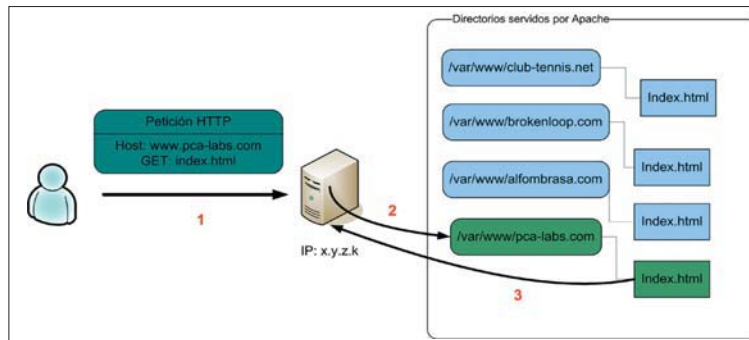 Directorios servidos por Apache
/var/www/club-tennis.net
Index.html
Petición HTTP
Host: www.pca-labs.com
GET: index.html
/var/www/brokenloop.com
Index.html
1
2
/var/www/alfombrasa.com
Index.html
IP: x.y.z.k
/var/www/pca-labs.com
3
Index.html